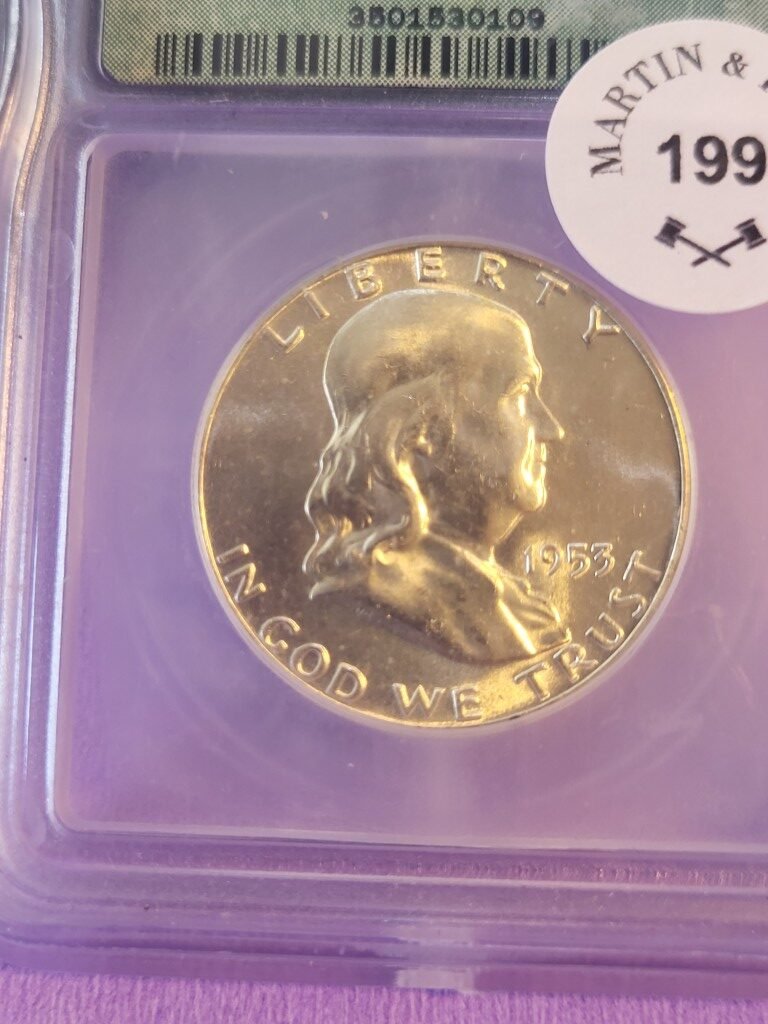 3501530109
MARTIN &
199
LIBERTY
1953
IN GOD WE TRUST